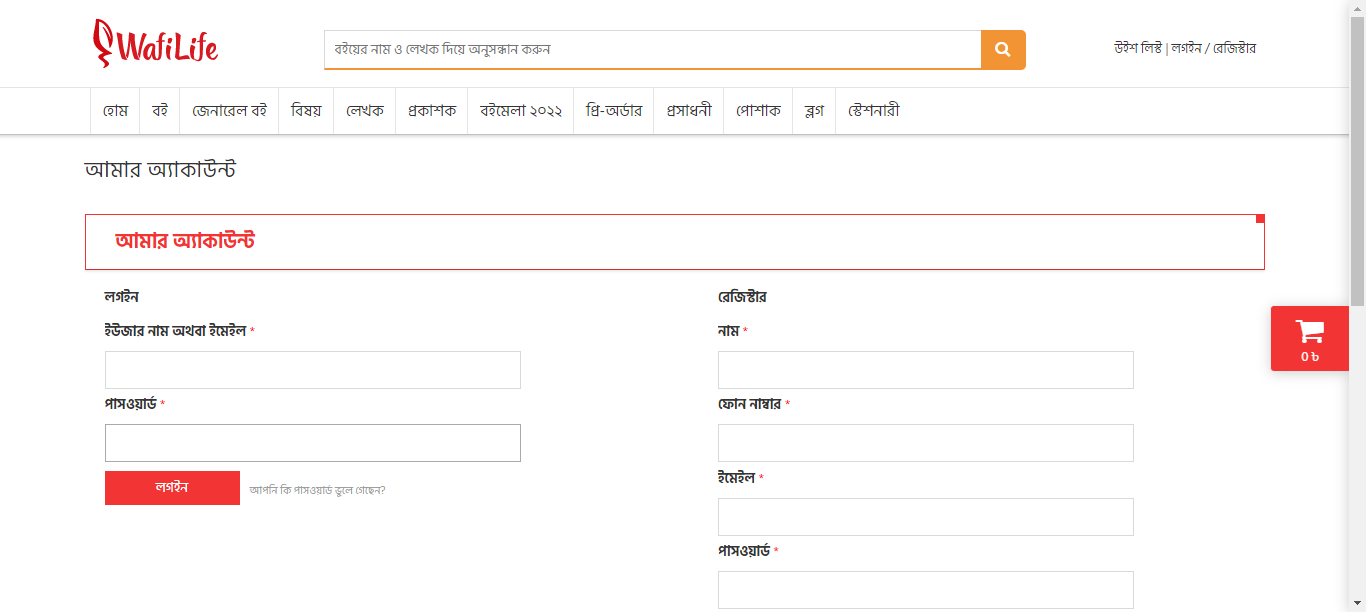 WafiLife
বইয়ের নাম ও লেখক দিয়ে অনুসন্ধান করুন
উইশ লিস্ট | লগইন / রেজিস্টার
হোম বই জেনারেল বই বিষয় লেখক প্রকাশক বইমেলা ২০২২ প্রি-অর্ডার প্রসাধনী পোশাক ব্লগ স্টেশনারী
আমার অ্যাকাউন্ট
আমার অ্যাকাউন্ট
লগইন
ইউজার নাম অথবা ইমেইল *
পাসওয়ার্ড *
লগইন
আপনি কি পাসওয়ার্ড ভুলে গেছেন?
রেজিস্টার
নাম *
ফোন নাম্বার *
ইমেইল *
পাসওয়ার্ড *
0 ৳